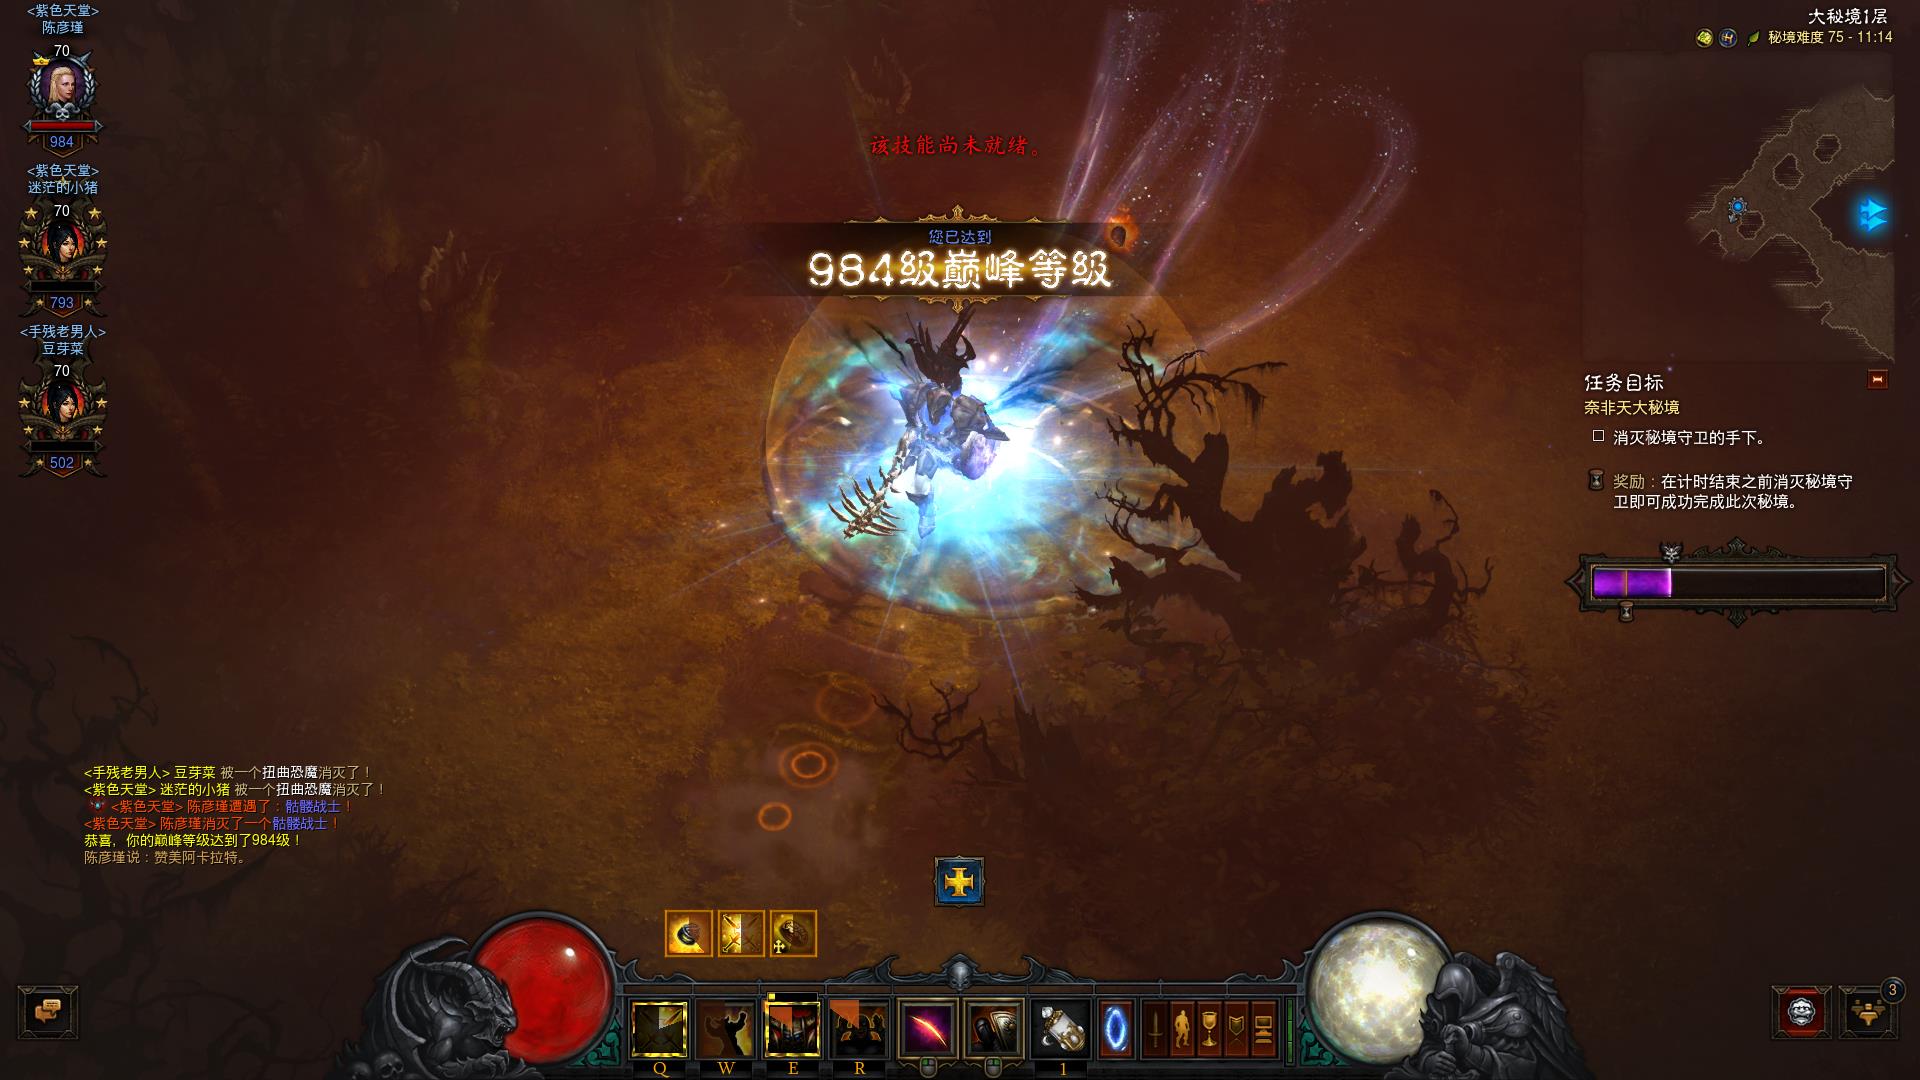 <紫色天堂>
陈彦瑾
70
984
<紫色天堂>
迷茫的小猪
70
793
<手残老男人>
豆芽菜
70
502
大秘境1层
秘境难度 75 - 11:14
该技能尚未就绪。
您已达到
984级巅峰等级
任务目标
奈非天大秘境
消灭秘境守卫的手下。
奖励：在计时结束之前消灭秘境守
卫即可成功完成此次秘境。
<手残老男人> 豆芽菜 被一个扭曲恐魔消灭了！
<紫色天堂> 迷茫的小猪 被一个扭曲恐魔消灭了！
<紫色天堂> 陈彦瑾遭遇了：骷髅战士！
<紫色天堂> 陈彦瑾消灭了一个骷髅战士！
恭喜，你的巅峰等级达到了984级！
陈彦瑾说：赞美阿卡拉特。
Q W E R 1
3